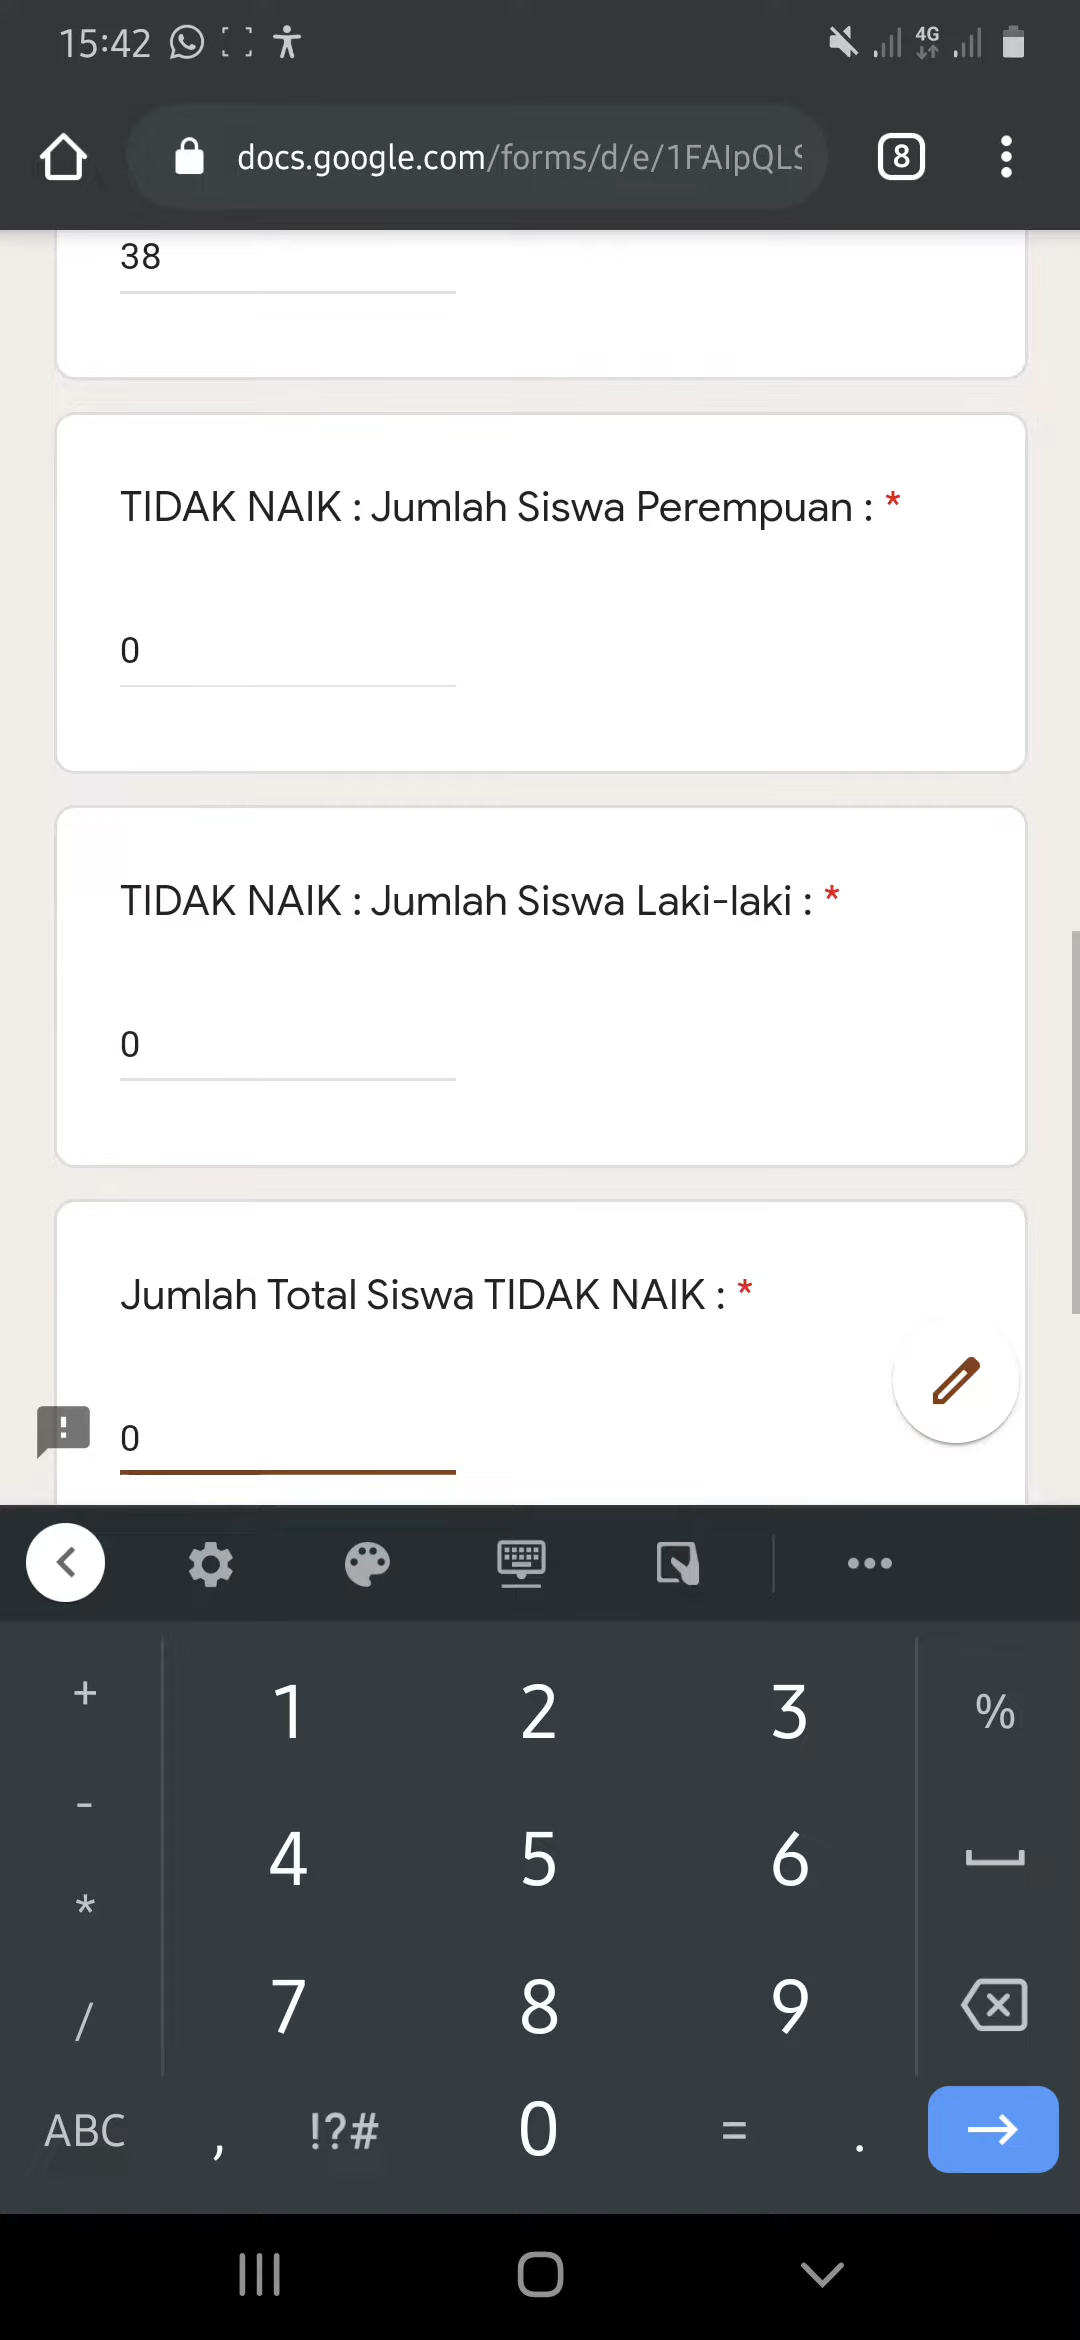 15:42
4G
docs.google.com/forms/d/e/1FAIpQLS
8
38
TIDAK NAIK : Jumlah Siswa Perempuan : *
0
TIDAK NAIK : Jumlah Siswa Laki-laki : *
0
Jumlah Total Siswa TIDAK NAIK : *
0
+ 1 2 3 %
- 4 5 6
*
/ 7 8 9
ABC , !?# 0 = .